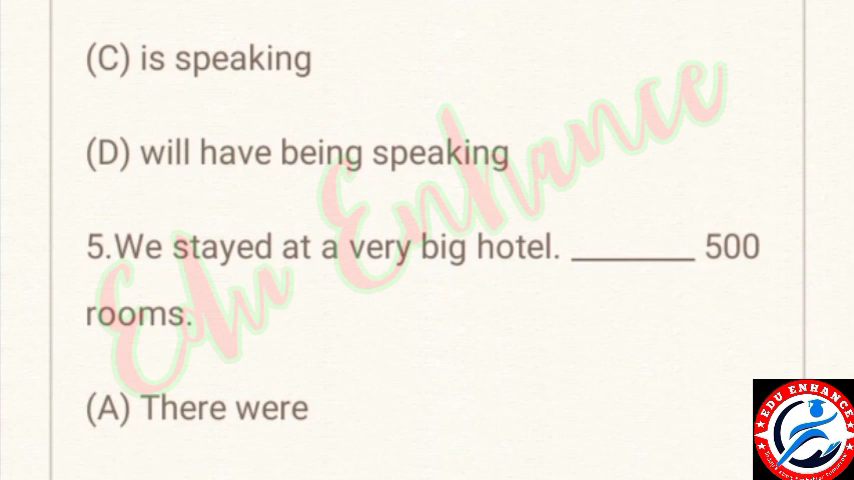 (C) is speaking
(D) will have being speaking
5.We stayed at a very big hotel. ________ 500
rooms.
(A) There were
Edu Enhance
EDU ENHANCE